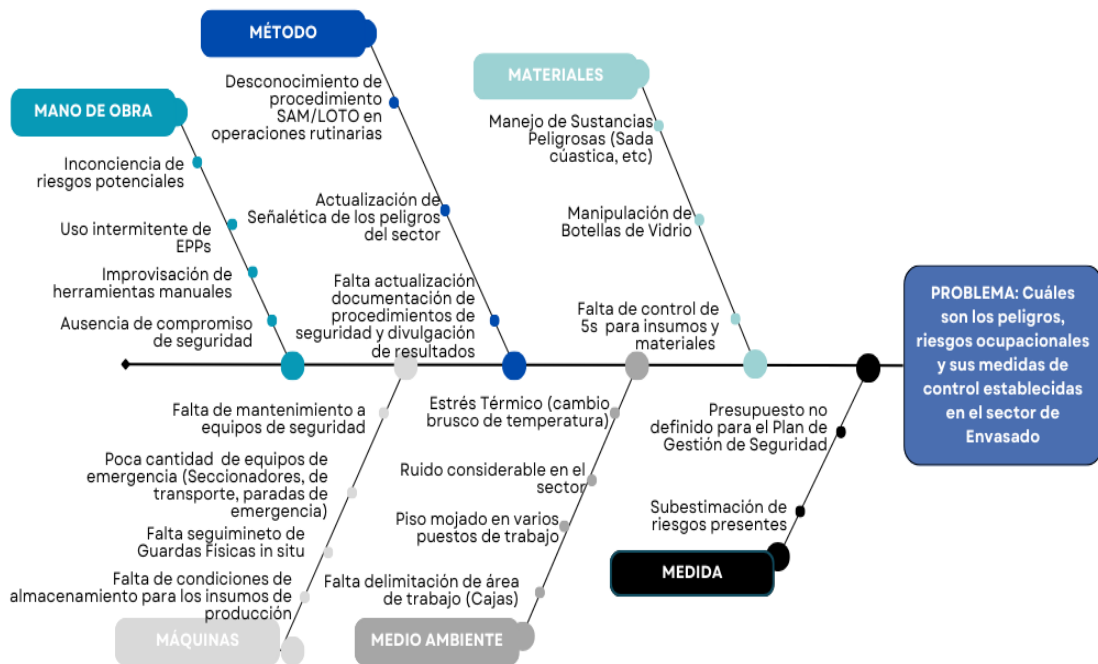 MÉTODO
Desconocimiento de
procedimiento
SAM/LOTO en
operaciones rutinarias
Actualización de
Señalética de los peligros
del sector
Falta actualización
documentación de
procedimientos de
seguridad y divulgación
de resultados
MATERIALES
Manejo de Sustancias
Peligrosas (Sada
cúastica, etc)
Manipulación de
Botellas de Vidrio
Falta de control de
5s para insumos y
materiales
MANO DE OBRA
Inconciencia de
riesgos potenciales
Uso intermitente de
EPPs
Improvisación de
herramientas manuales
Ausencia de compromiso
de seguridad
PROBLEMA: Cuáles
son los peligros,
riesgos ocupacionales
y sus medidas de
control establecidas
en el sector de
Envasado
Falta de mantenimiento a
equipos de seguridad
Poca cantidad de equipos de
emergencia (Seccionadores, de
transporte, paradas de
emergencia)
Falta seguimineto de
Guardas Físicas in situ
Falta de condiciones de
almacenamiento para los insumos de
producción
MÁQUINAS
Estrés Térmico (cambio
brusco de temperatura)
Ruido considerable en el
sector
Piso mojado en varios
puestos de trabajo
Falta delimitación de área
de trabajo (Cajas)
MEDIO AMBIENTE
Presupuesto no
definido para el Plan de
Gestión de Seguridad
Subestimación de
riesgos presentes
MEDIDA